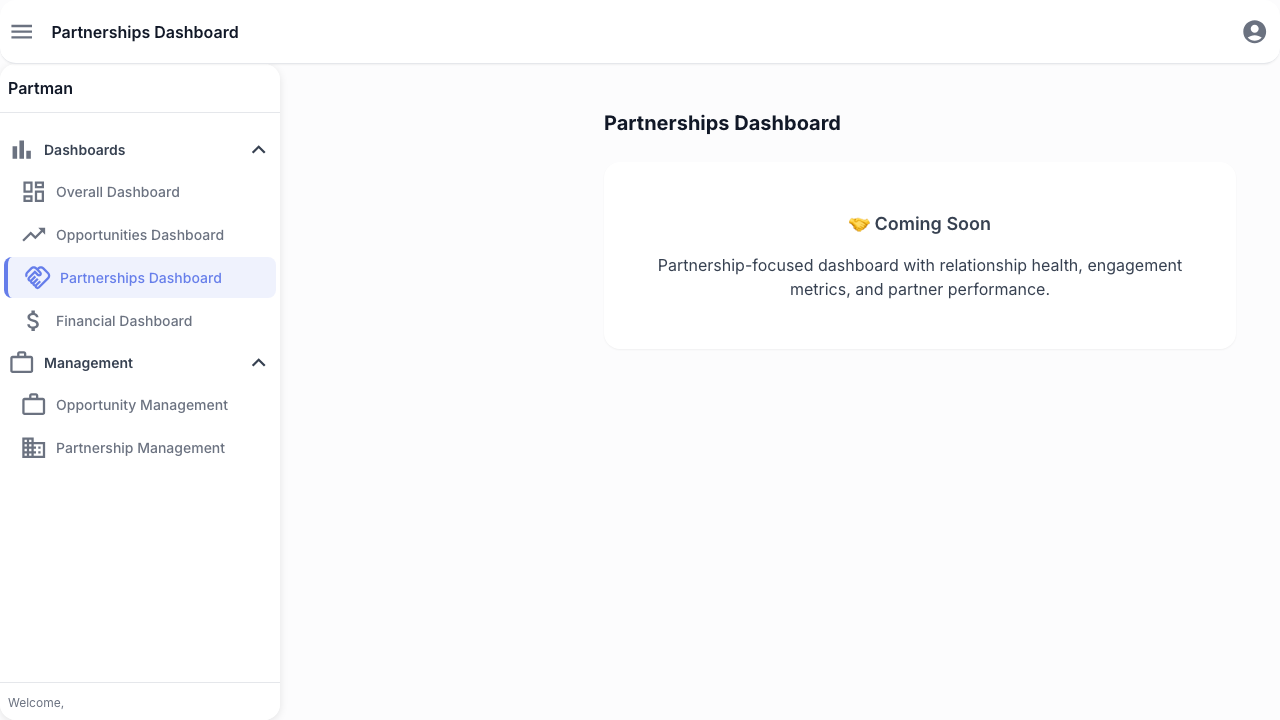 Partnerships Dashboard
Partman
Dashboards
Overall Dashboard
Opportunities Dashboard
Partnerships Dashboard
Financial Dashboard
Management
Opportunity Management
Partnership Management
Welcome,
Partnerships Dashboard
🤝 Coming Soon
Partnership-focused dashboard with relationship health, engagement
metrics, and partner performance.